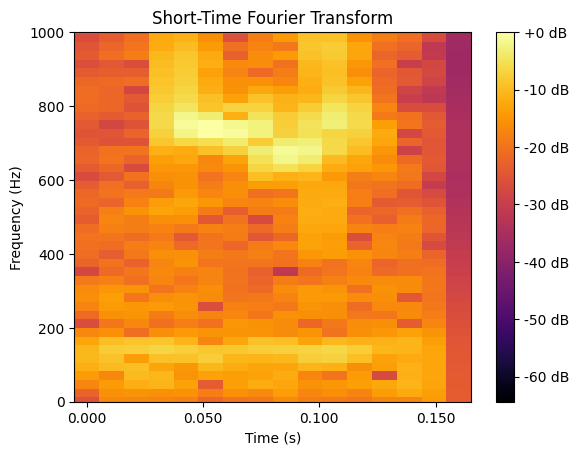 Short-Time Fourier Transform
1000
800
600
400
200
0
Frequency (Hz)
0.000
0.050
0.100
0.150
Time (s)
+0 dB
-10 dB
-20 dB
-30 dB
-40 dB
-50 dB
-60 dB